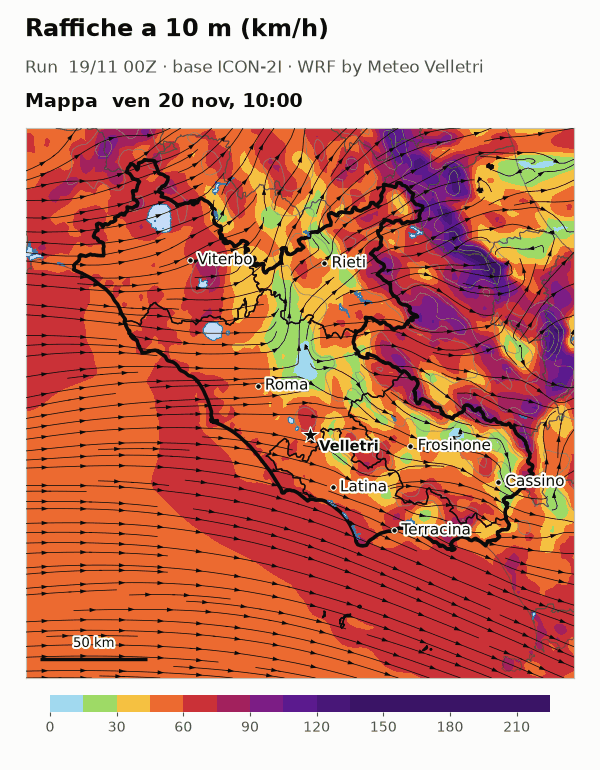 Raffiche a 10 m (km/h)
Run  19/11 00Z · base ICON-2I · WRF by Meteo Velletri
Mappa  ven 20 nov, 10:00
Viterbo
Rieti
Roma
Velletri
Frosinone
Latina
Cassino
Terracina
50 km
0 30 60 90 120 150 180 210